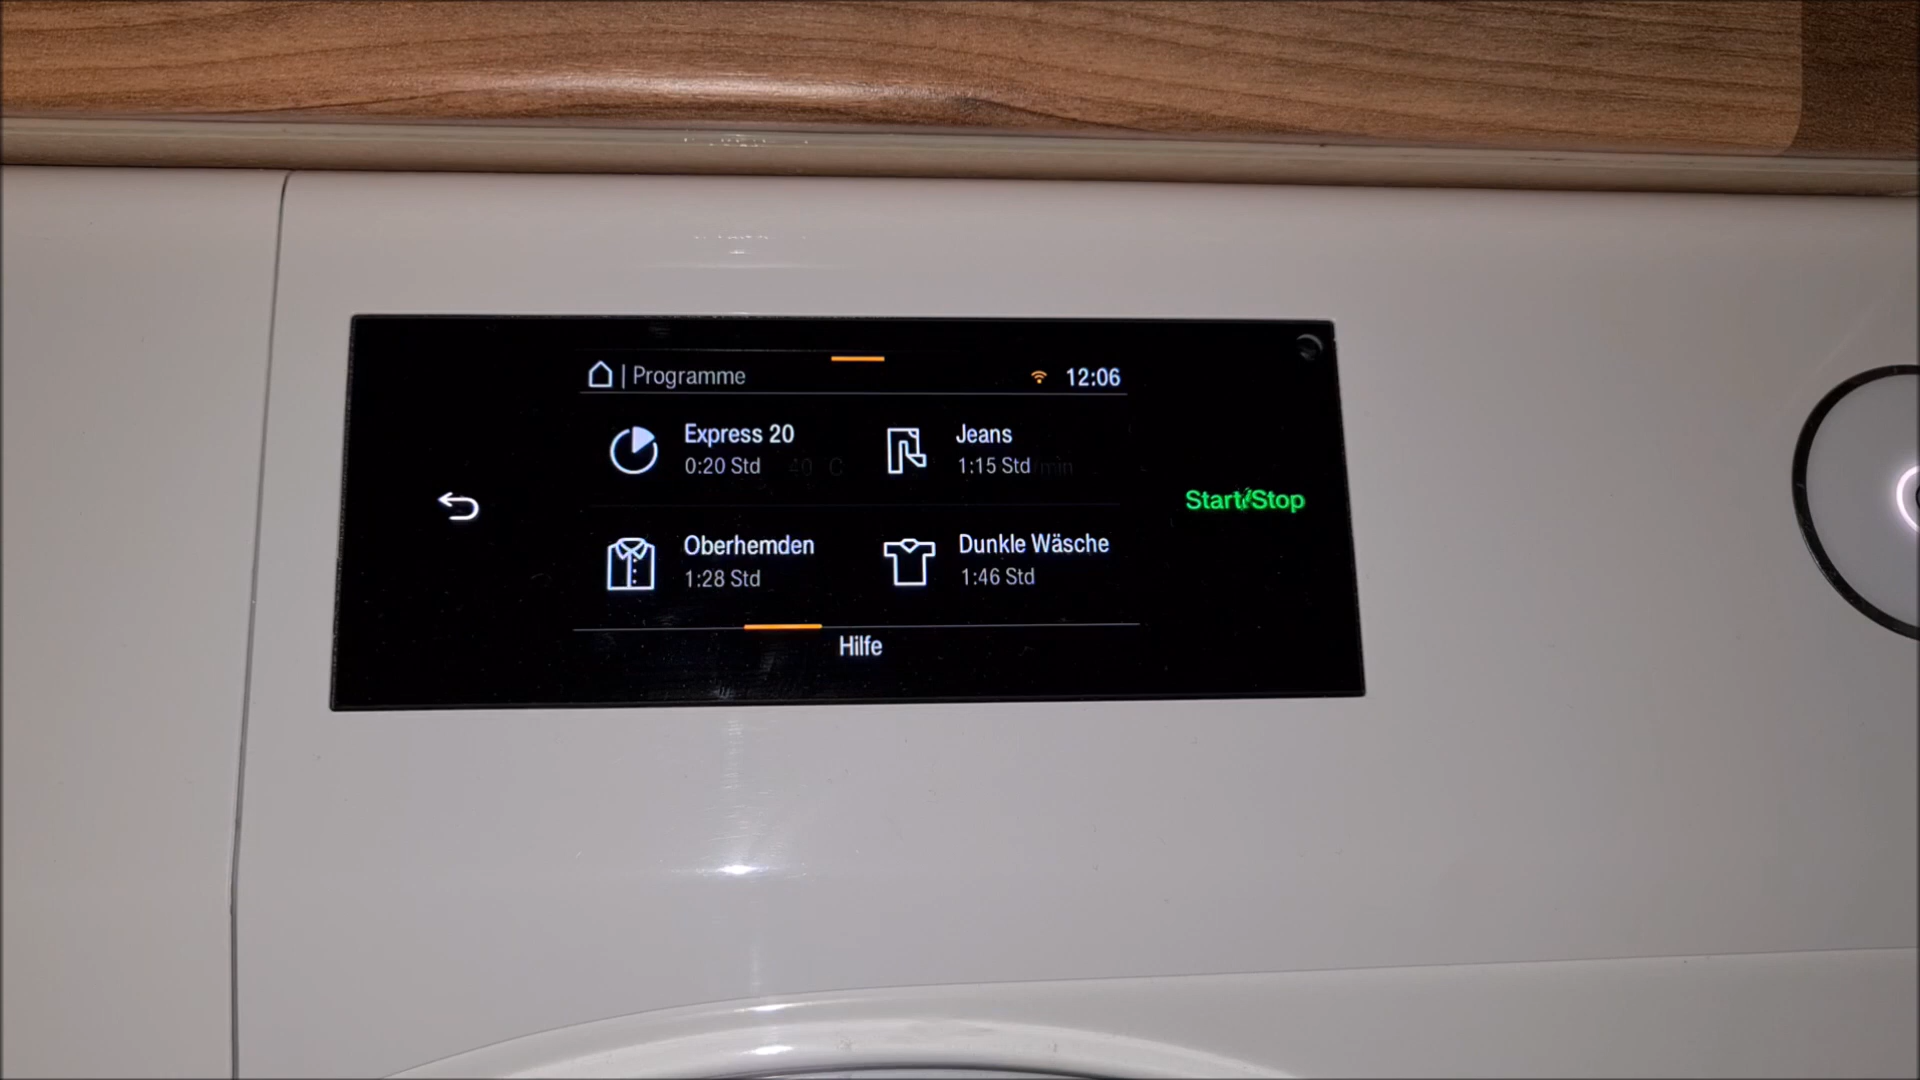 | Programme
12:06
Express 20
0:20 Std
Jeans
1:15 Std
Start/Stop
Oberhemden
1:28 Std
Dunkle Wäsche
1:46 Std
Hilfe